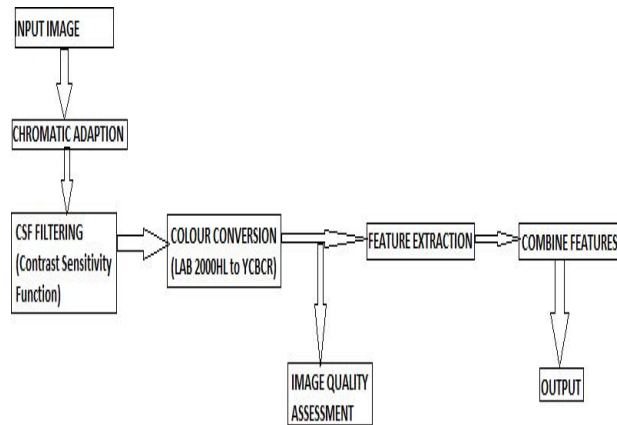 INPUT IMAGE
CHROMATIC ADAPTION
CSF FILTERING
(Contrast Sensitivity
Function)
COLOUR CONVERSION
(LAB 2000HL to YCBCR)
FEATURE EXTRACTION
COMBINE FEATURES
IMAGE QUALITY
ASSESSMENT
OUTPUT